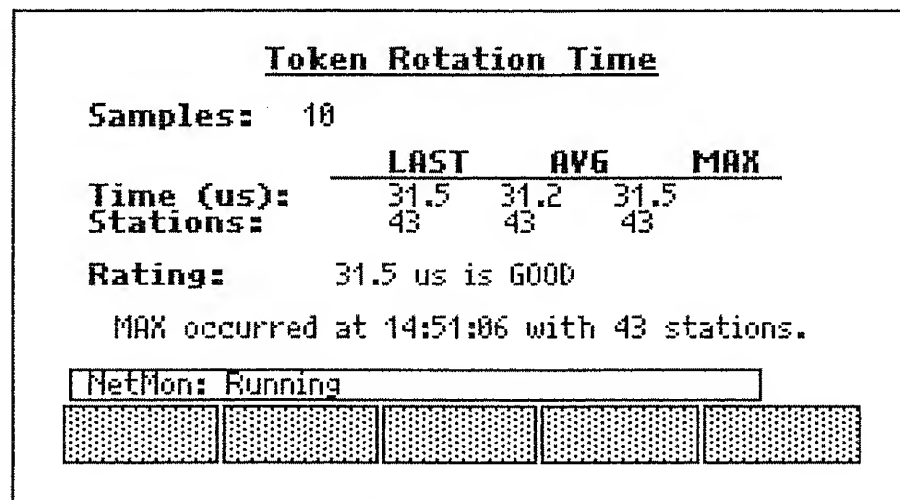 Token Rotation Time
Samples: 10
LAST AVG MAX
Time (us): 31.5 31.2 31.5
Stations: 43 43 43
Rating: 31.5 us is GOOD
MAX occurred at 14:51:06 with 43 stations.
NetMon: Running